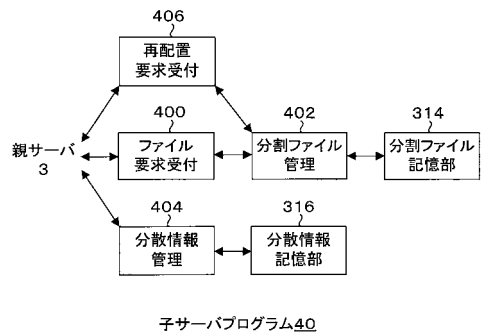 406
再配置
要求受付
400
402
314
親サーバ
3
ファイル
要求受付
分割ファイル
管理
分割ファイル
記憶部
404
316
分散情報
管理
分散情報
記憶部
子サーバプログラム40